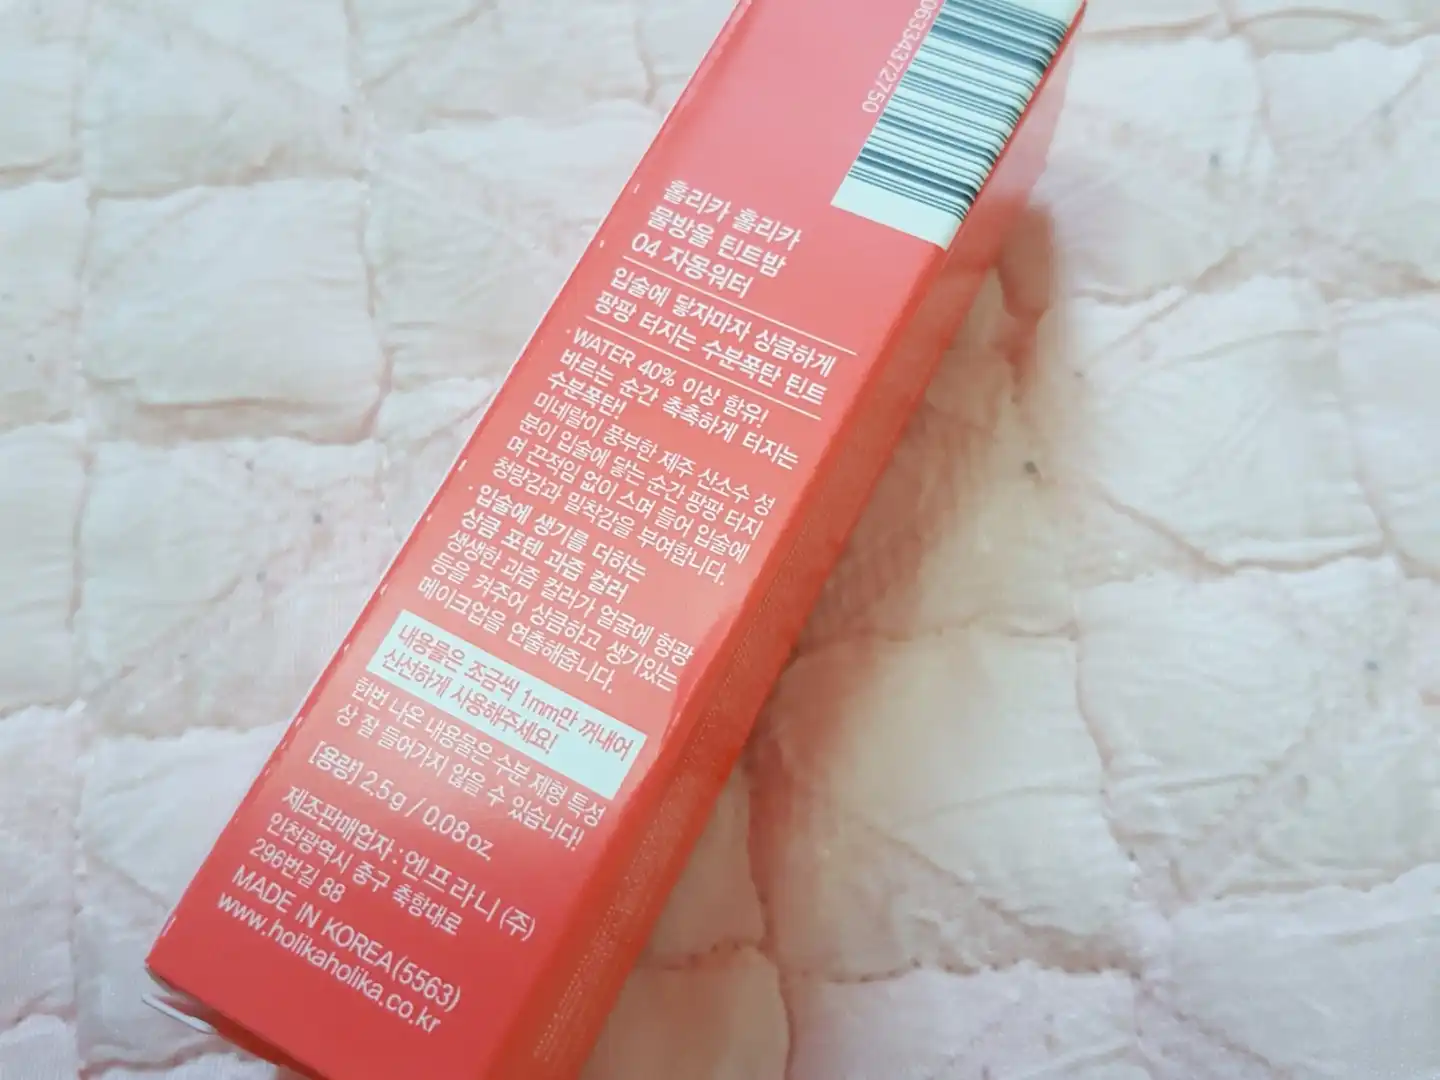 06334372750
홀리카 홀리카
물방울 틴트밤
04 자몽워터
입술에 닿자마자 상큼하게
팡팡 터지는 수분폭탄 틴트
· WATER 40% 이상 함유!
바르는 순간 촉촉하게 터지는
수분폭탄!
미네랄이 풍부한 제주 산소수 성
분이 입술에 닿는 순간 팡팡 터지
며 끈적임 없이 스며 들어 입술에
청량감과 밀착감을 부여합니다.
· 입술에 생기를 더하는
상큼 포텐 과즙 컬러
생생한 과즙 컬러가 얼굴에 형광
등을 켜주어 상큼하고 생기있는
메이크업을 연출해줍니다.
내용물은 조금씩 1mm만 꺼내어
신선하게 사용해주세요!
한번 나온 내용물은 수분 제형 특성
상 잘 들어가지 않을 수 있습니다!
[용량] 2.5g / 0.08oz
제조판매업자 : 엔프라니(주)
인천광역시 중구 축항대로
296번길 88
MADE IN KOREA(5563)
www.holikaholika.co.kr